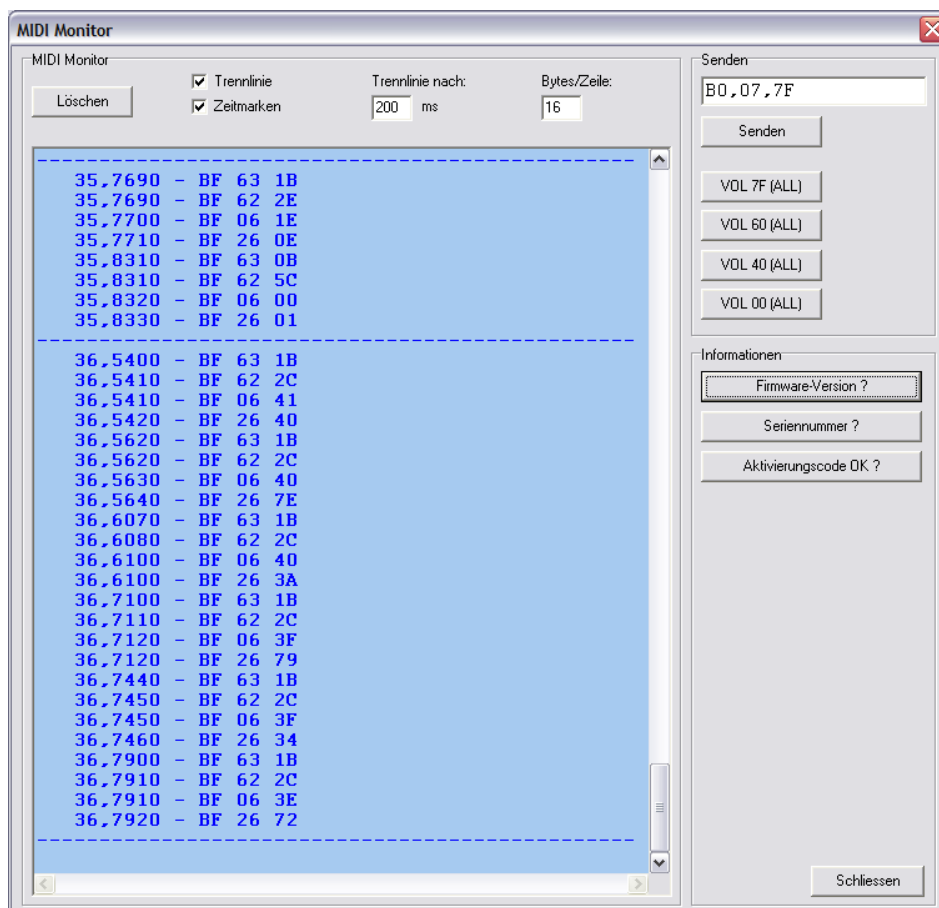 MIDI Monitor
MIDI Monitor
Löschen
Trennlinie
Zeitmarken
Trennlinie nach:
200 ms
Bytes/Zeile:
16
------------------------------------------------
35,7690 - BF 63 1B
35,7690 - BF 62 2E
35,7700 - BF 06 1E
35,7710 - BF 26 0E
35,8310 - BF 63 0B
35,8310 - BF 62 5C
35,8320 - BF 06 00
35,8330 - BF 26 01
------------------------------------------------
36,5400 - BF 63 1B
36,5410 - BF 62 2C
36,5410 - BF 06 41
36,5420 - BF 26 40
36,5620 - BF 63 1B
36,5620 - BF 62 2C
36,5630 - BF 06 40
36,5640 - BF 26 7E
36,6070 - BF 63 1B
36,6080 - BF 62 2C
36,6100 - BF 06 40
36,6100 - BF 26 3A
36,7100 - BF 63 1B
36,7110 - BF 62 2C
36,7120 - BF 06 3F
36,7120 - BF 26 79
36,7440 - BF 63 1B
36,7450 - BF 62 2C
36,7450 - BF 06 3F
36,7460 - BF 26 34
36,7900 - BF 63 1B
36,7910 - BF 62 2C
36,7910 - BF 06 3E
36,7920 - BF 26 72
------------------------------------------------
Senden
B0,07,7F
Senden
VOL 7F (ALL)
VOL 60 (ALL)
VOL 40 (ALL)
VOL 00 (ALL)
Informationen
Firmware-Version ?
Seriennummer ?
Aktivierungscode OK ?
Schliessen